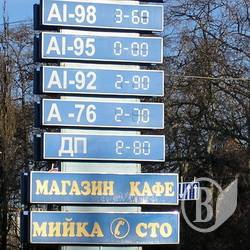 АІ-98 3-60
АІ-95 0-00
АІ-92 2-90
А-76 2-90
ДП 2-80
МАГАЗИН КАФЕ
МИЙКА СТО
В